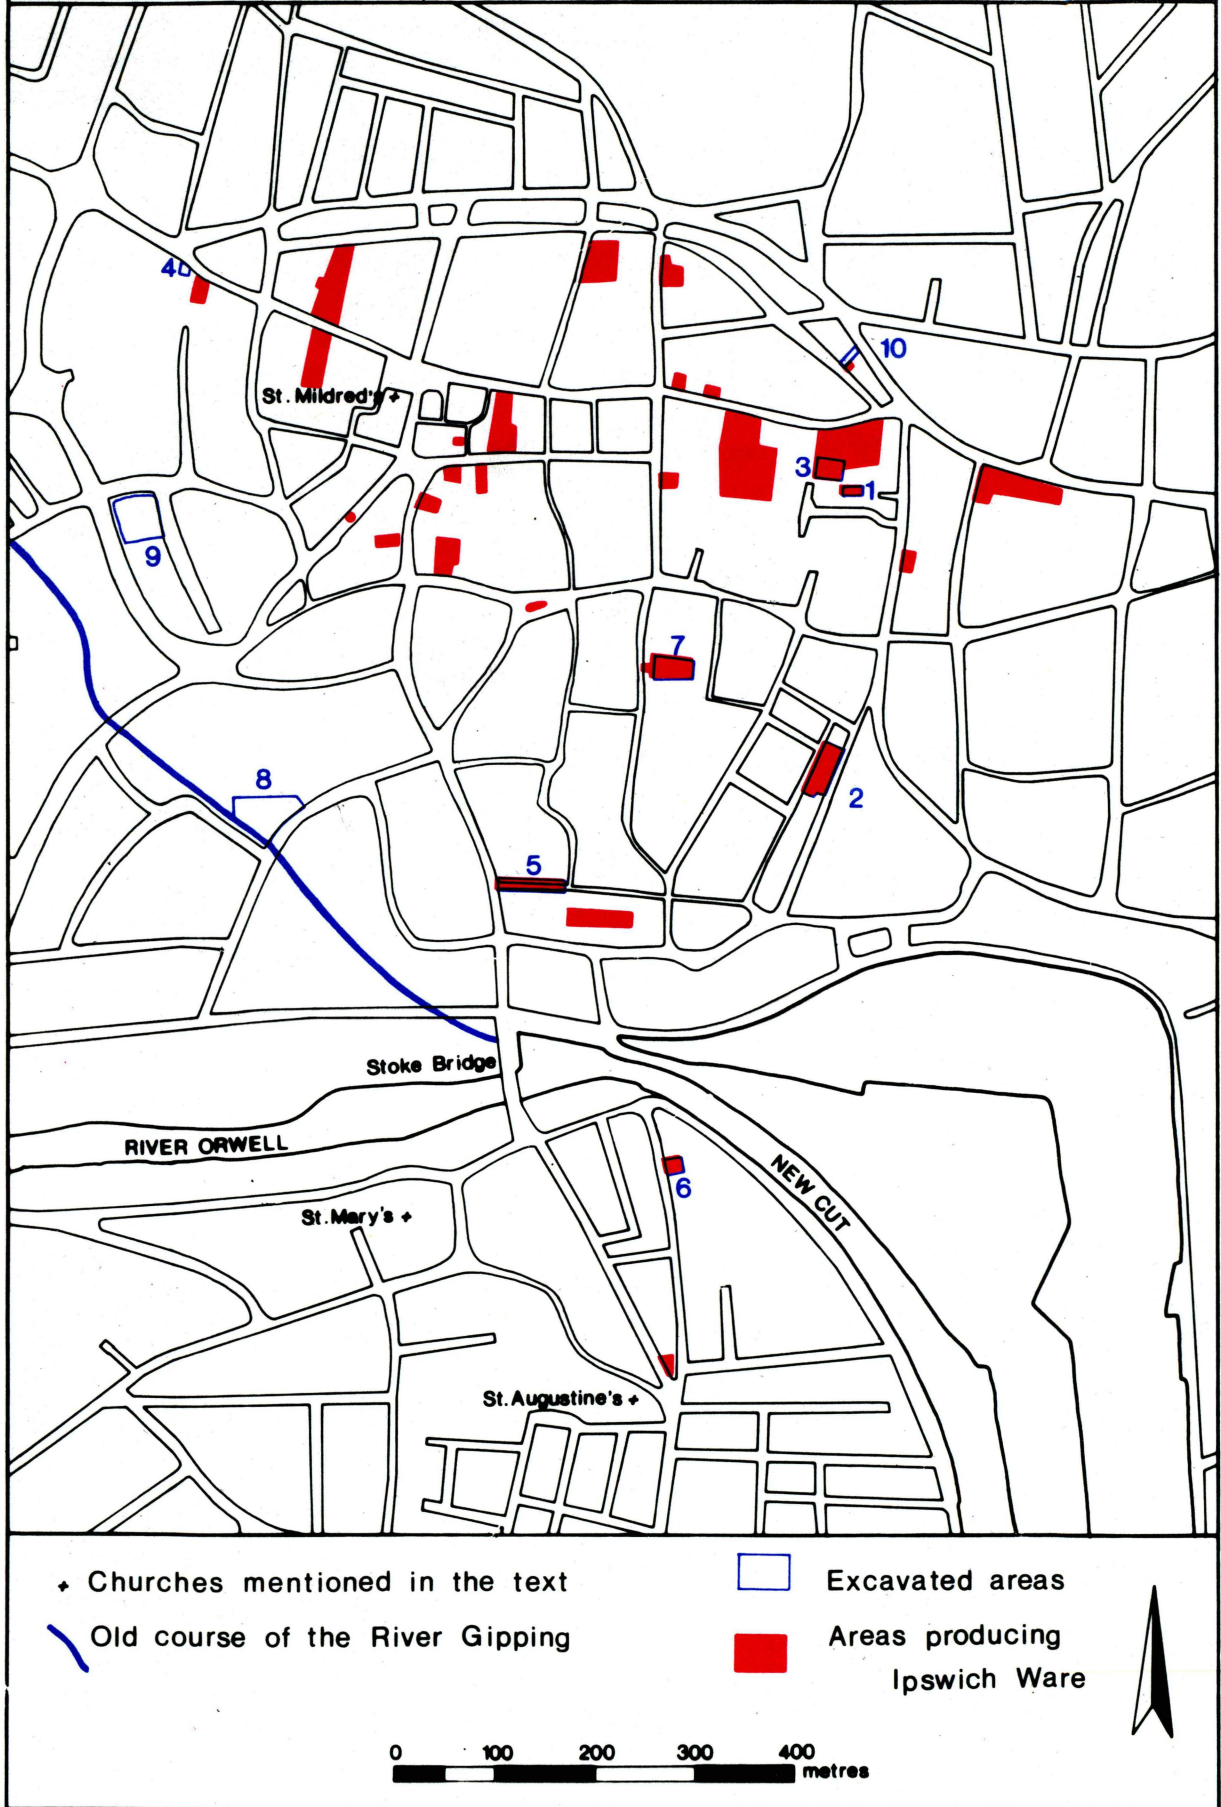 4
10
St. Mildred's +
3
1
9
7
8
2
5
Stoke Bridge
RIVER ORWELL
NEW CUT
6
St. Mary's +
St. Augustine's +
+ Churches mentioned in the text
Old course of the River Gipping
Excavated areas
Areas producing
Ipswich Ware
0 100 200 300 400
metres